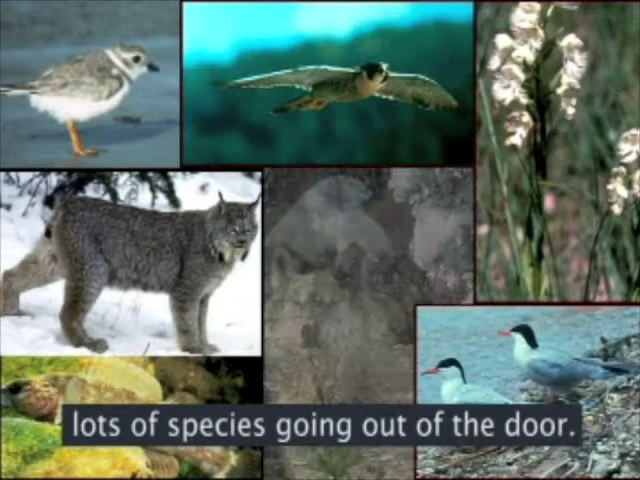 lots of species going out of the door.